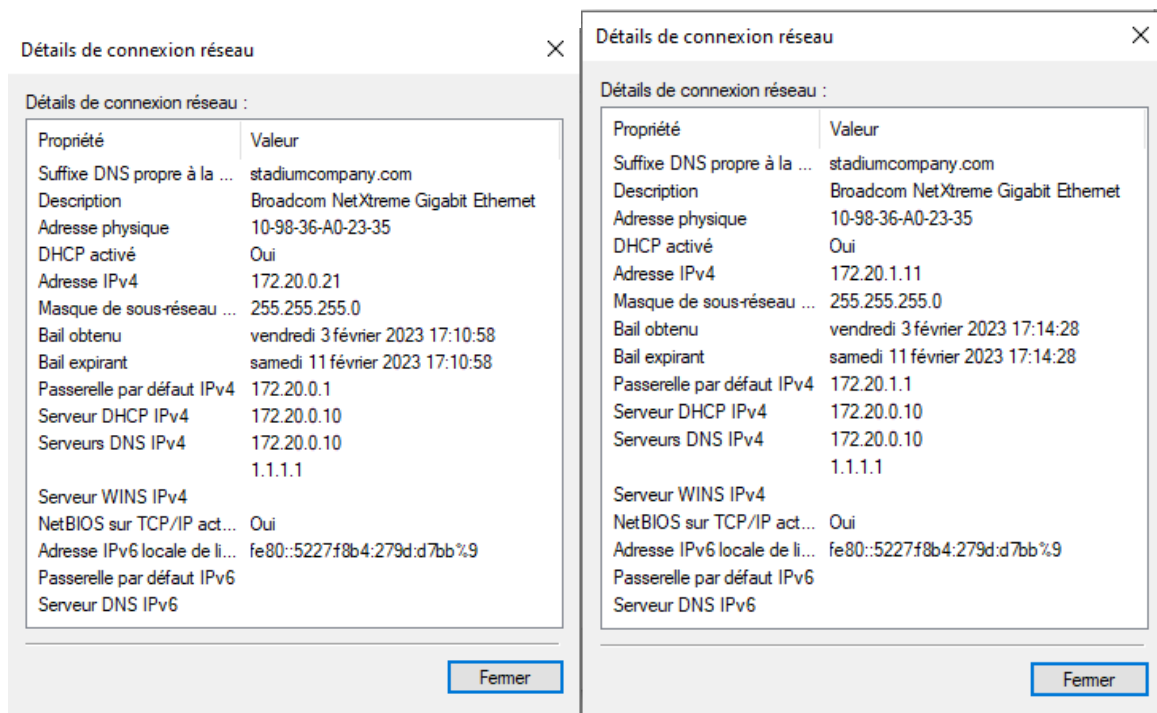 Détails de connexion réseau
Détails de connexion réseau :
Propriété Valeur
Suffixe DNS propre à la ... stadiumcompany.com
Description Broadcom NetXtreme Gigabit Ethernet
Adresse physique 10-98-36-A0-23-35
DHCP activé Oui
Adresse IPv4 172.20.0.21
Masque de sous-réseau ... 255.255.255.0
Bail obtenu vendredi 3 février 2023 17:10:58
Bail expirant samedi 11 février 2023 17:10:58
Passerelle par défaut IPv4 172.20.0.1
Serveur DHCP IPv4 172.20.0.10
Serveurs DNS IPv4 172.20.0.10
1.1.1.1
Serveur WINS IPv4
NetBIOS sur TCP/IP act... Oui
Adresse IPv6 locale de li... fe80::5227:f8b4:279d:d7bb%9
Passerelle par défaut IPv6
Serveur DNS IPv6
Fermer
Détails de connexion réseau
Détails de connexion réseau :
Propriété Valeur
Suffixe DNS propre à la ... stadiumcompany.com
Description Broadcom NetXtreme Gigabit Ethernet
Adresse physique 10-98-36-A0-23-35
DHCP activé Oui
Adresse IPv4 172.20.1.11
Masque de sous-réseau ... 255.255.255.0
Bail obtenu vendredi 3 février 2023 17:14:28
Bail expirant samedi 11 février 2023 17:14:28
Passerelle par défaut IPv4 172.20.1.1
Serveur DHCP IPv4 172.20.0.10
Serveurs DNS IPv4 172.20.0.10
1.1.1.1
Serveur WINS IPv4
NetBIOS sur TCP/IP act... Oui
Adresse IPv6 locale de li... fe80::5227:f8b4:279d:d7bb%9
Passerelle par défaut IPv6
Serveur DNS IPv6
Fermer